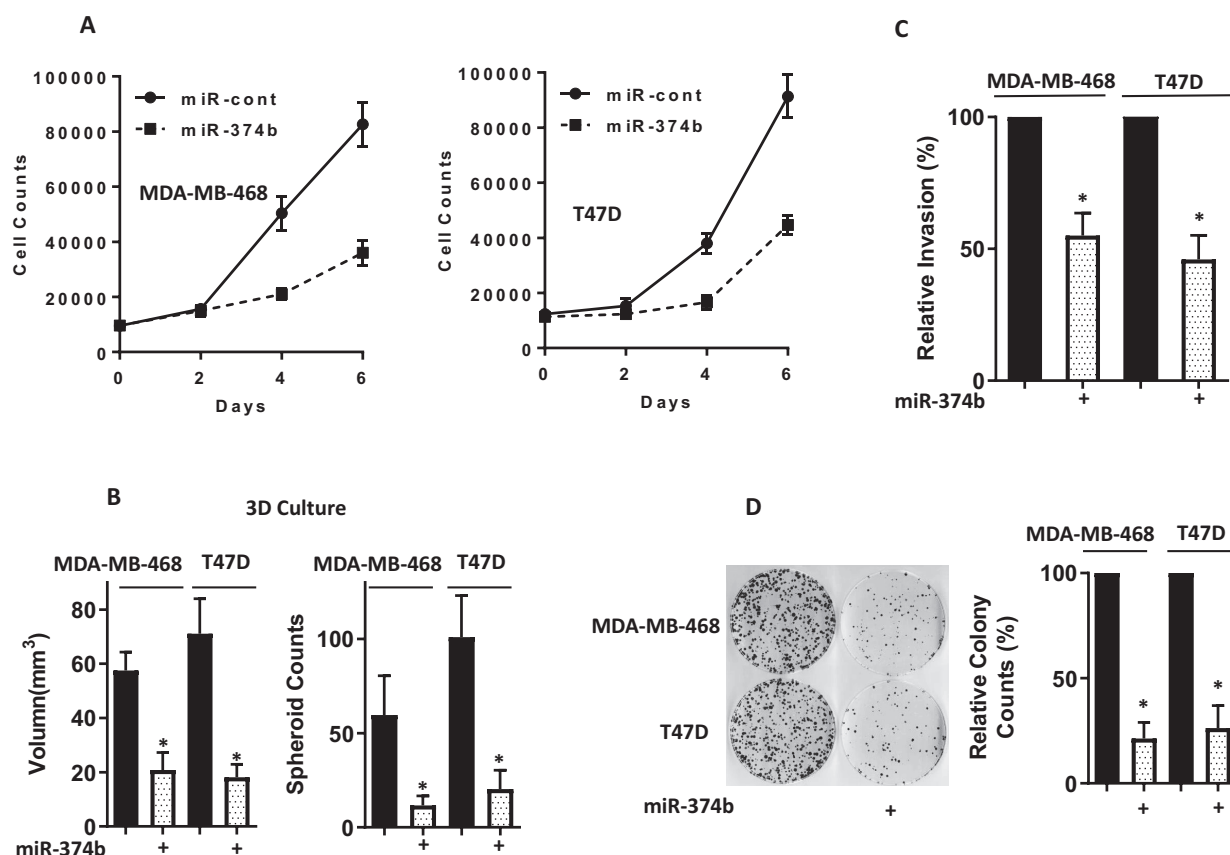 A
100000
80000
60000
40000
20000
0
miR-cont
miR-374b
MDA-MB-468
Cell Counts
0 2 4 6
Days
100000
80000
60000
40000
20000
0
miR-cont
miR-374b
T47D
Cell Counts
0 2 4 6
Days
C
MDA-MB-468 T47D
Relative Invasion (%)
100
50
0
* *
miR-374b + +
B
3D Culture
MDA-MB-468 T47D
Volumn(mm3)
80
60
40
20
0
* *
miR-374b + +
MDA-MB-468 T47D
Spheroid Counts
100
50
0
* *
+ +
D
MDA-MB-468
T47D
miR-374b +
MDA-MB-468 T47D
Relative Colony
Counts (%)
100
50
0
* *
+ +